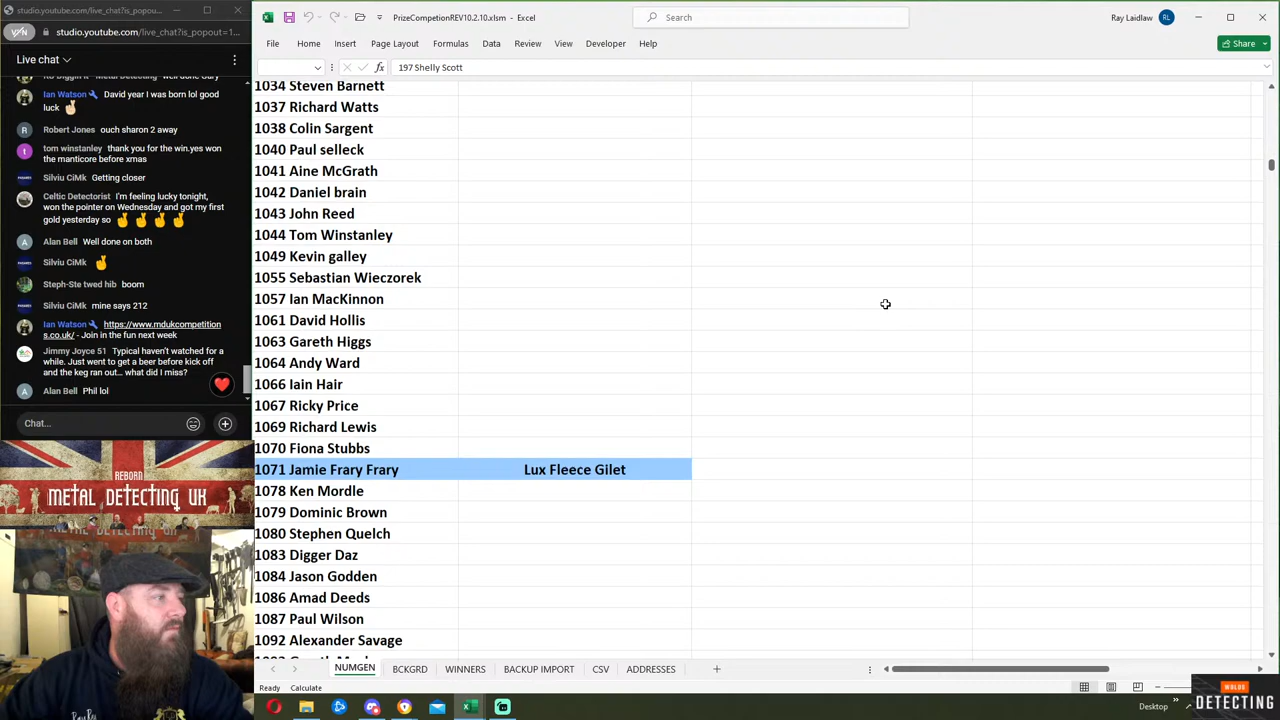 studio.youtube.com/live_chat?is_popou...
PrizeCompetionREV10.2.10.xlsm - Excel
Search
Ray Laidlaw RL
studio.youtube.com/live_chat?is_popout=1...
File Home Insert Page Layout Formulas Data Review View Developer Help
Share
Live chat
fx 197 Shelly Scott
Ian Watson David year I was born lol good
luck
Robert Jones ouch sharon 2 away
tom winstanley thank you for the win.yes won
the manticore before xmas
Silviu CiMk Getting closer
Celtic Detectorist I'm feeling lucky tonight,
won the pointer on Wednesday and got my first
gold yesterday so
Alan Bell Well done on both
Silviu CiMk
Steph-Ste twed hib boom
Silviu CiMk mine says 212
Ian Watson https://www.mdukcompetition
s.co.uk/ - Join in the fun next week
Jimmy Joyce 51 Typical haven't watched for a
while. Just went to get a beer before kick off
and the keg ran out... what did I miss?
Alan Bell Phil lol
Chat...
1034 Steven Barnett
1037 Richard Watts
1038 Colin Sargent
1040 Paul selleck
1041 Aine McGrath
1042 Daniel brain
1043 John Reed
1044 Tom Winstanley
1049 Kevin galley
1055 Sebastian Wieczorek
1057 Ian MacKinnon
1061 David Hollis
1063 Gareth Higgs
1064 Andy Ward
1066 Iain Hair
1067 Ricky Price
1069 Richard Lewis
1070 Fiona Stubbs
1071 Jamie Frary Frary Lux Fleece Gilet
1078 Ken Mordle
1079 Dominic Brown
1080 Stephen Quelch
1083 Digger Daz
1084 Jason Godden
1086 Amad Deeds
1087 Paul Wilson
1092 Alexander Savage
REBORN
METAL DETECTING UK
NUMGEN BCKGRD WINNERS BACKUP IMPORT CSV ADDRESSES
Ready Calculate
Desktop
WOLDS
DETECTING